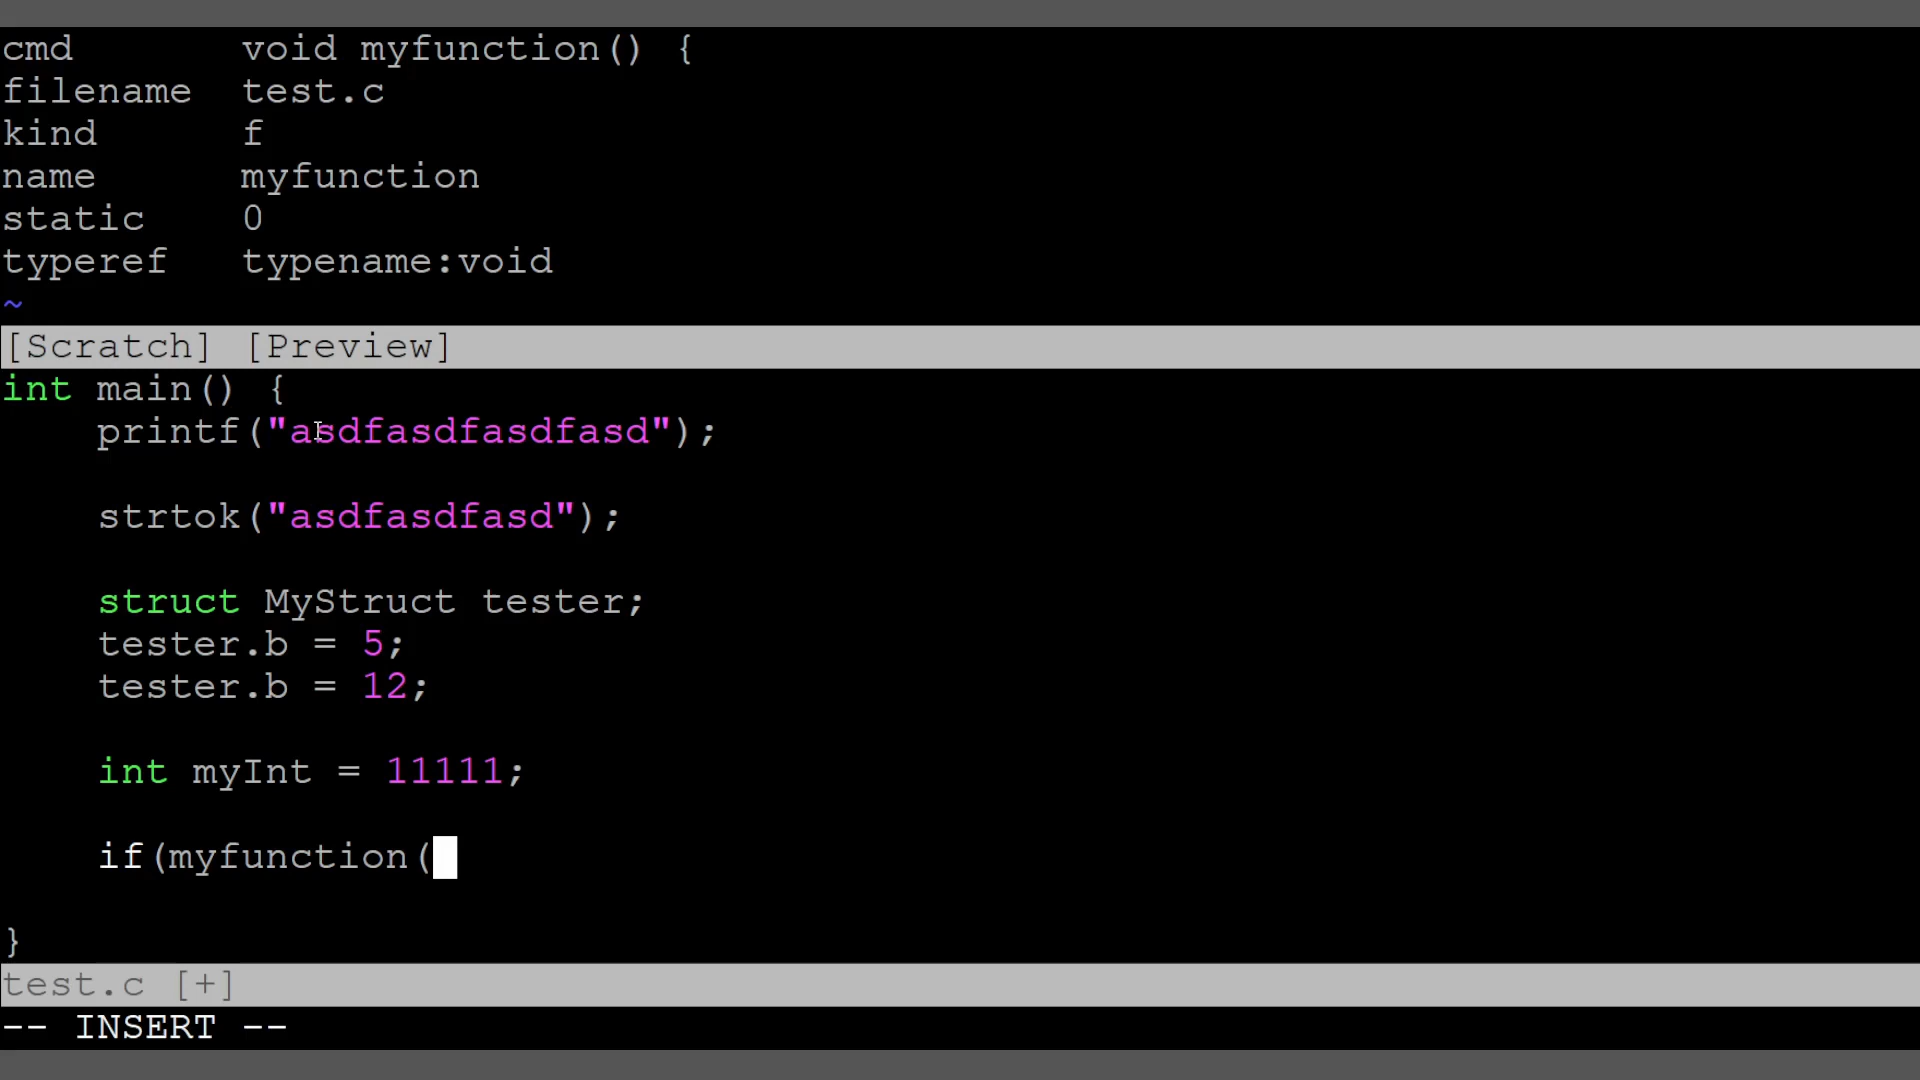 cmd       void myfunction() {
filename  test.c
kind      f
name      myfunction
static    0
typeref   typename:void
~
[Scratch] [Preview]
int main() {
    printf("asdfasdfasdfasd");
    strtok("asdfasdfasd");
    struct MyStruct tester;
    tester.b = 5;
    tester.b = 12;
    int myInt = 11111;
    if(myfunction(
}
test.c [+]
-- INSERT --